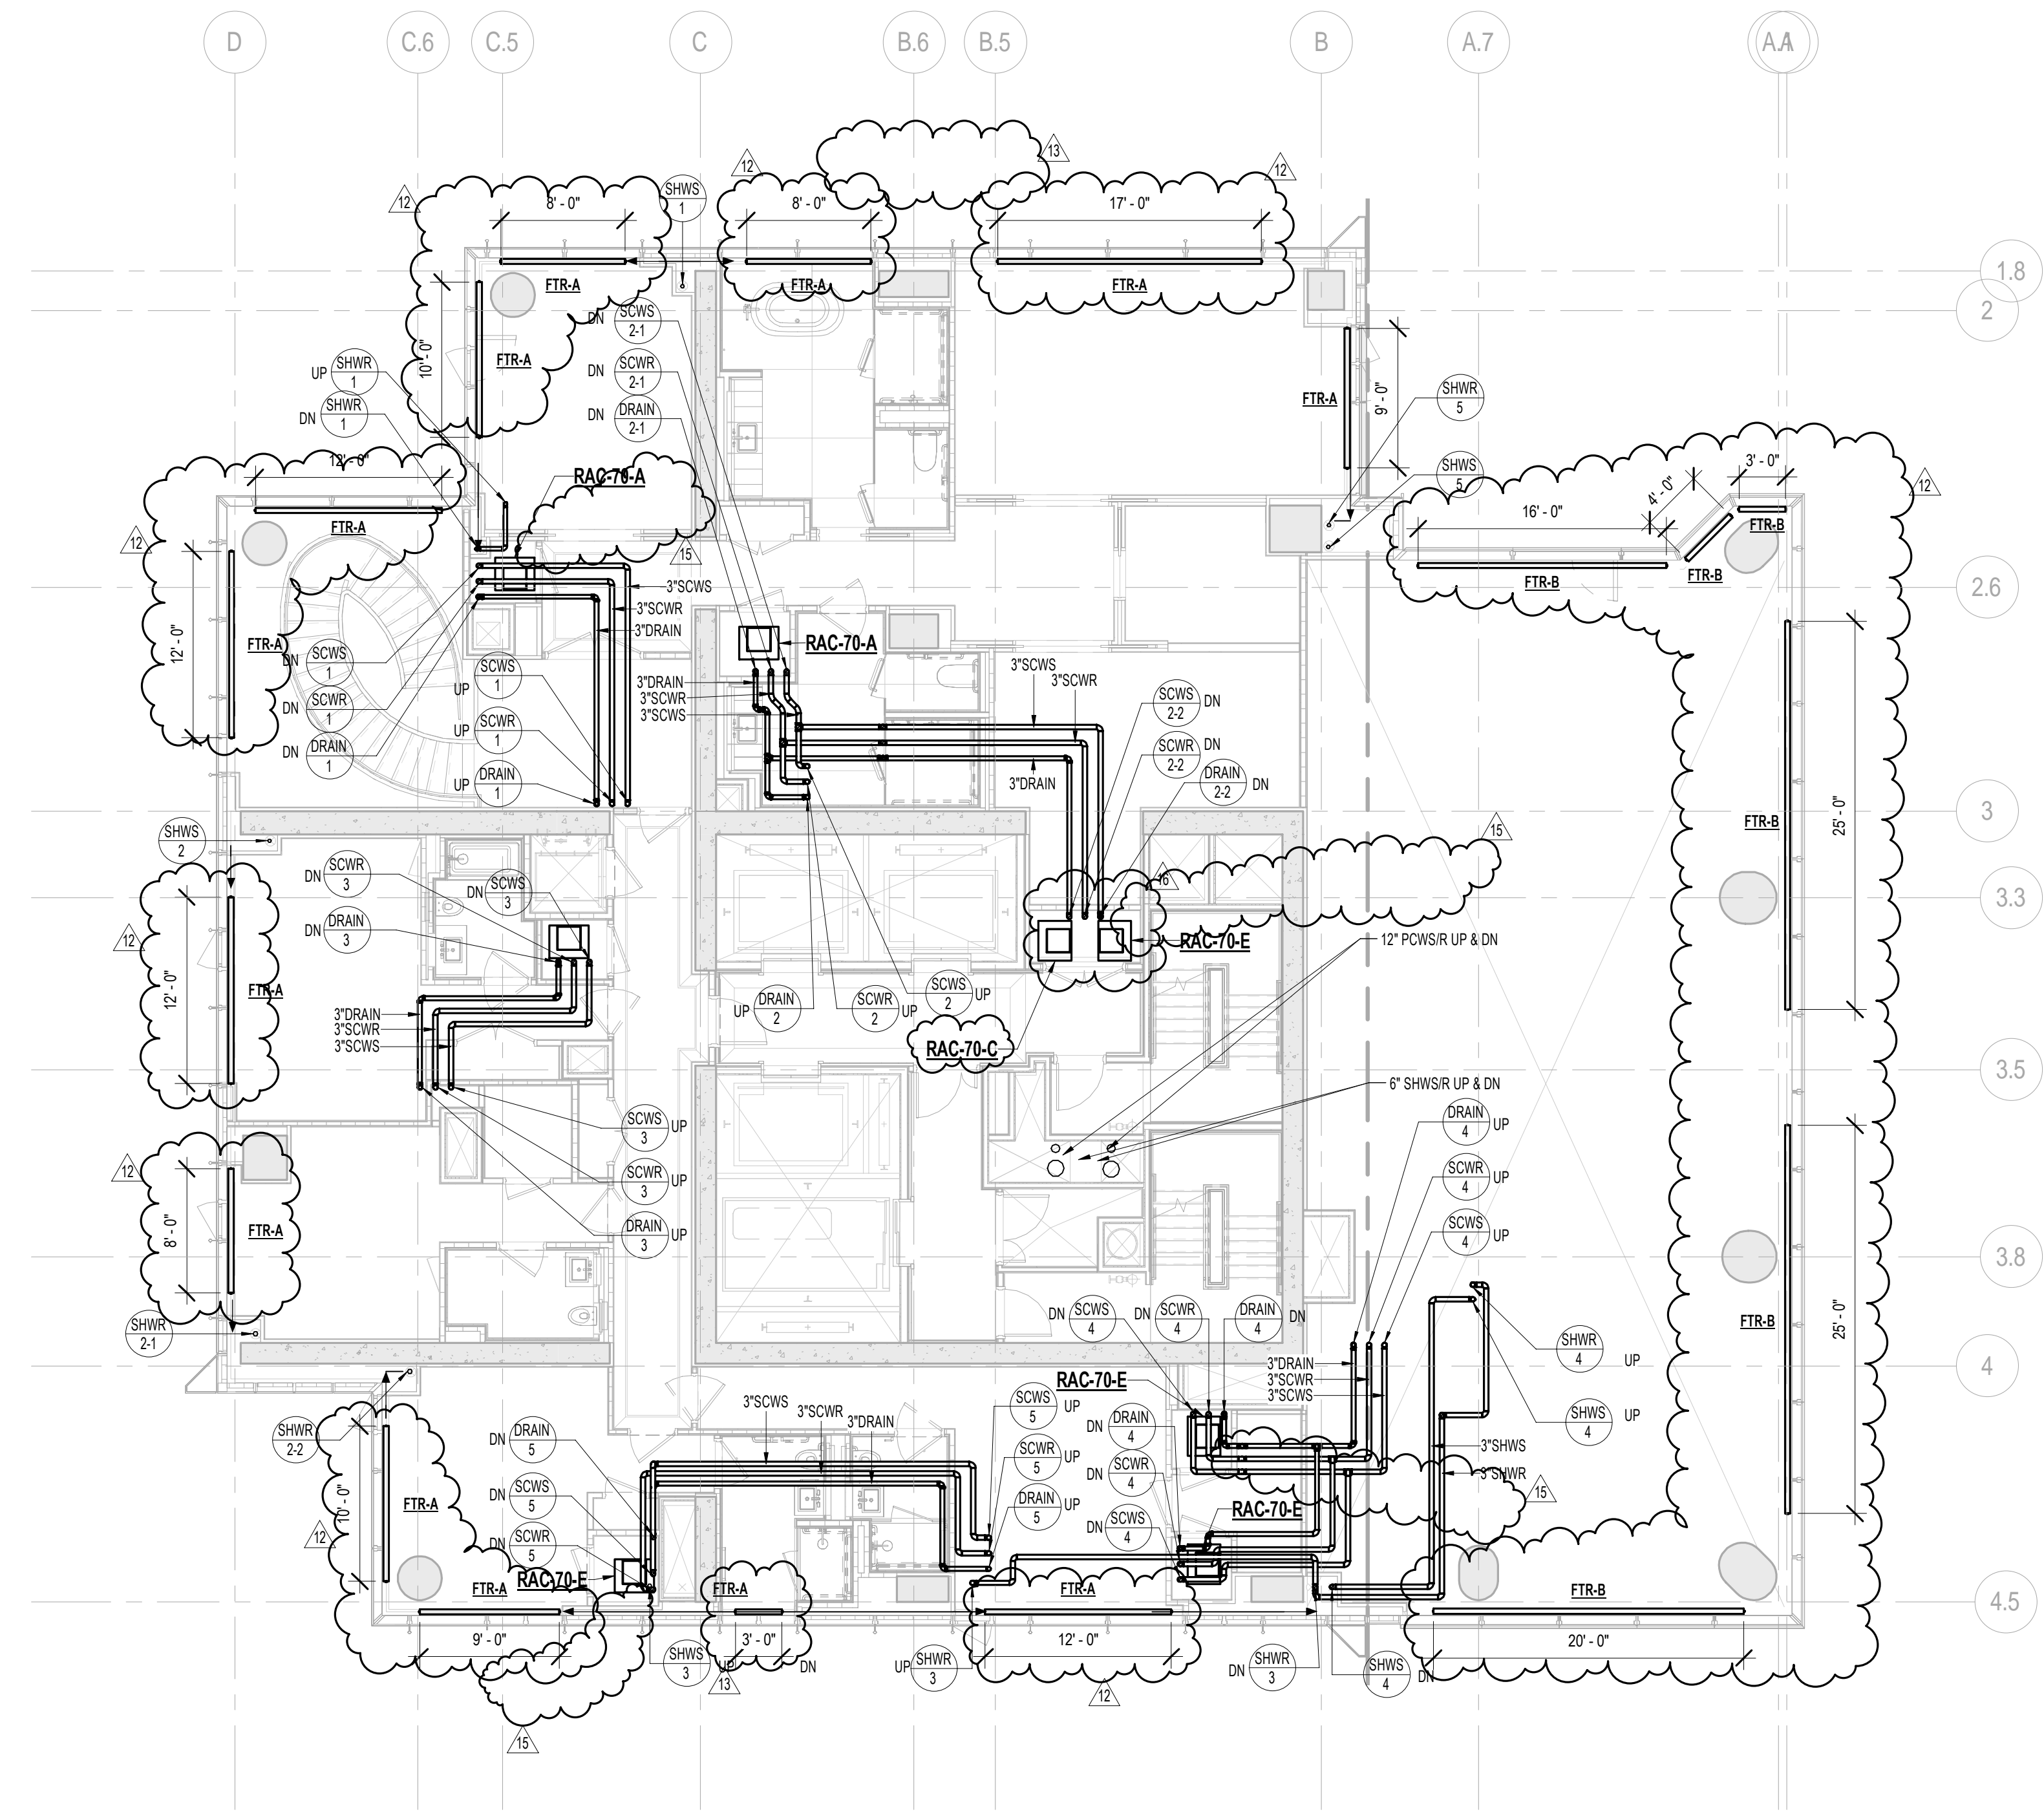 D
C.6
C.5
C
B.6
B.5
B
A.7
A.1
A
1.8
2
2.6
3
3.3
3.5
3.8
4
4.5
12
8' - 0"
SHWS
1
12
8' - 0"
13
17' - 0"
12
FTR-A
FTR-A
FTR-A
10' - 0"
FTR-A
DN
SCWS
2-1
DN
SCWR
2-1
DN
DRAIN
2-1
UP
SHWR
1
DN
SHWR
1
FTR-A
9' - 0"
SHWR
5
SHWS
5
12' - 0"
FTR-A
12
12' - 0"
FTR-A
RAC-70-A
15
3"SCWS
3"SCWR
3"DRAIN
DN
SCWS
1
DN
SCWR
1
DN
DRAIN
1
UP
SCWS
1
UP
SCWR
1
UP
DRAIN
1
RAC-70-A
3"DRAIN
3"SCWR
3"SCWS
3"SCWS
3"SCWR
3"DRAIN
SCWS
2-2
DN
SCWR
2-2
DN
DRAIN
2-2
DN
16' - 0"
4' - 0"
3' - 0"
12
FTR-B
FTR-B
FTR-B
FTR-B
25' - 0"
SHWS
2
12
12' - 0"
FTR-A
DN
SCWR
3
DN
SCWS
3
DN
DRAIN
3
3"DRAIN
3"SCWR
3"SCWS
UP
DRAIN
2
UP
SCWR
2
SCWS
2
UP
16
15
RAC-70-E
RAC-70-C
12" PCWS/R UP & DN
6" SHWS/R UP & DN
12
8' - 0"
FTR-A
SHWR
2-1
SCWS
3
UP
SCWR
3
UP
DRAIN
3
UP
DRAIN
4
UP
SCWR
4
UP
SCWS
4
UP
DN
SCWS
4
DN
SCWR
4
DRAIN
4
DN
3"DRAIN
3"SCWR
3"SCWS
RAC-70-E
SHWR
4
UP
SHWS
4
UP
3"SHWS
3"SHWR
15
FTR-B
25' - 0"
SHWR
2-2
10' - 0"
12
FTR-A
FTR-A
9' - 0"
15
DN
DRAIN
5
DN
SCWS
5
DN
SCWR
5
RAC-70-E
3"SCWS
3"SCWR
3"DRAIN
SCWS
5
UP
SCWR
5
UP
DRAIN
5
UP
DN
DRAIN
4
DN
SCWR
4
DN
SCWS
4
RAC-70-E
FTR-A
3' - 0"
13
SHWS
3
UP
DN
UP
SHWR
3
FTR-A
12' - 0"
12
DN
SHWR
3
SHWS
4
DN
FTR-B
20' - 0"